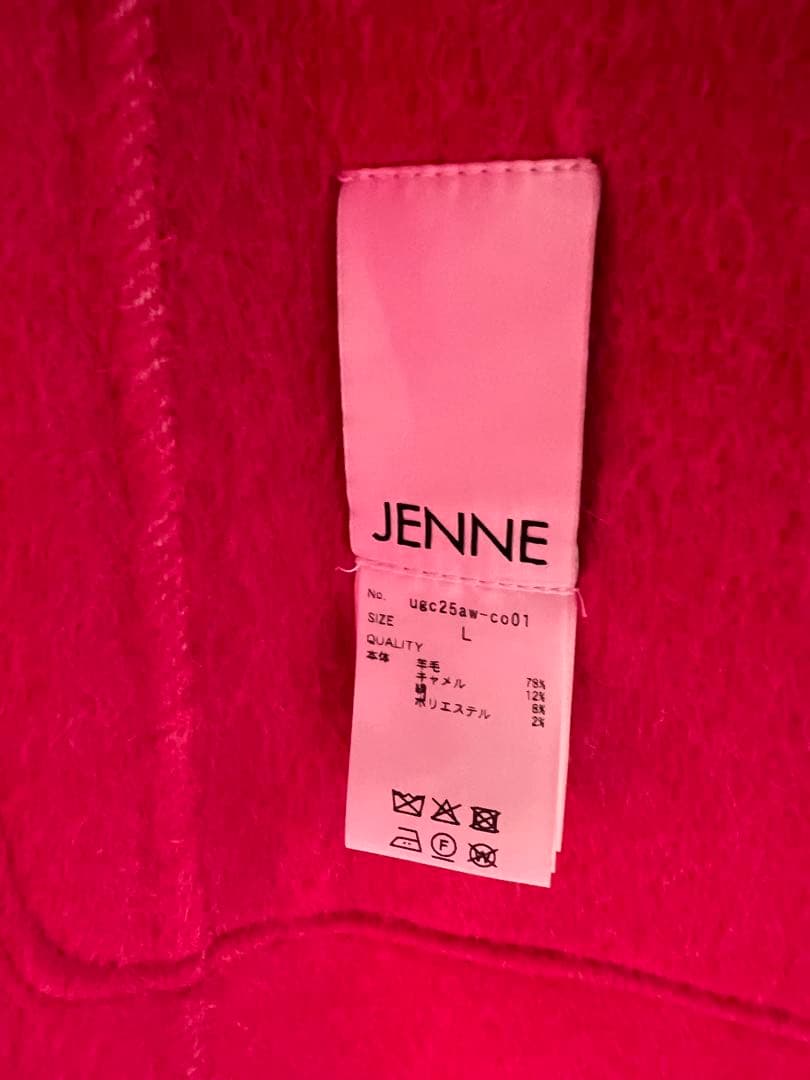 JENNE
No. ugc25aw-co01
SIZE L
QUALITY
本体 羊毛 78%
キャメル 12%
絹 8%
ポリエステル 2%
F W